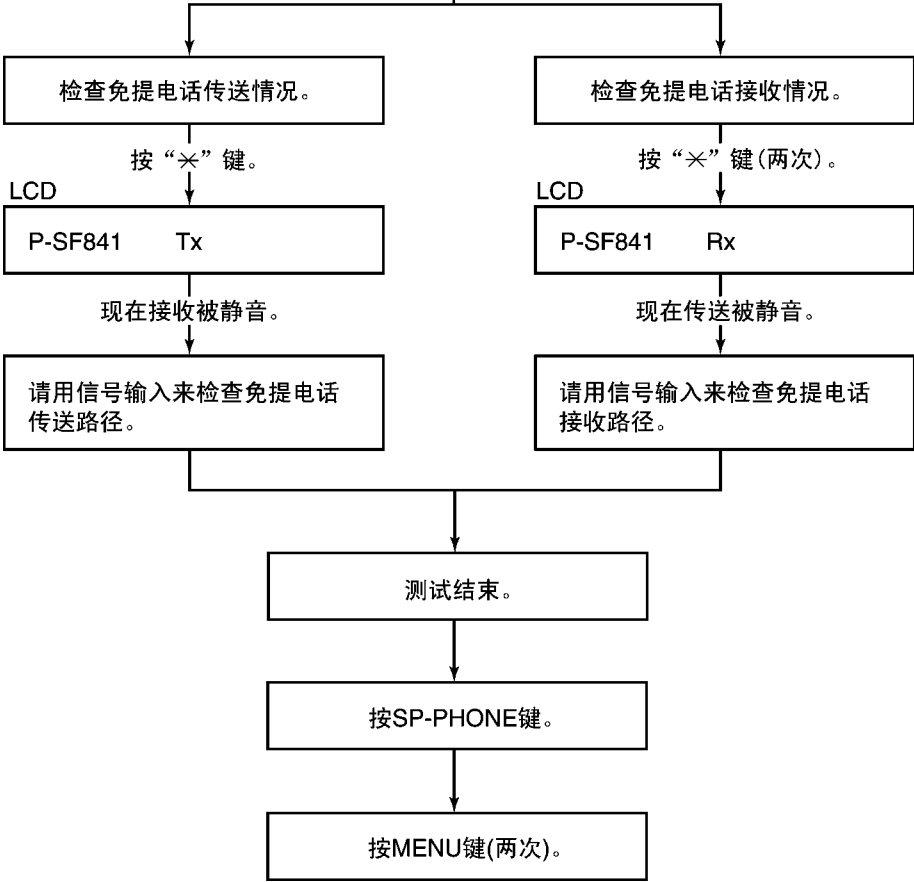 检查免提电话传送情况。
按“✳”键。
LCD
P-SF841 Tx
现在接收被静音。
请用信号输入来检查免提电话
传送路径。
检查免提电话接收情况。
按“✳”键(两次)。
LCD
P-SF841 Rx
现在传送被静音。
请用信号输入来检查免提电话
接收路径。
测试结束。
按SP-PHONE键。
按MENU键(两次)。